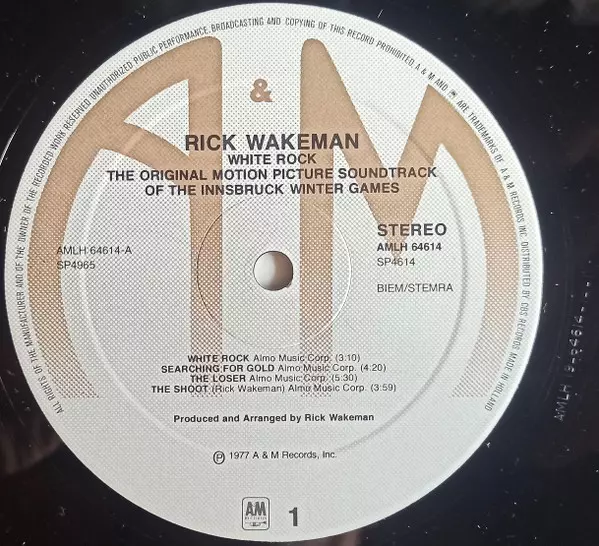 ALL RIGHTS OF THE MANUFACTURER AND OF THE OWNER OF THE RECORDED WORK RESERVED UNAUTHORIZED PUBLIC PERFORMANCE, BROADCASTING AND COPYING OF THIS RECORD PROHIBITED. A & M AND ARE TRADEMARKS OF A & M RECORDS INC. DISTRIBUTED BY CBS RECORDS MADE IN HOLLAND
A&M
RICK WAKEMAN
WHITE ROCK
THE ORIGINAL MOTION PICTURE SOUNDTRACK
OF THE INNSBRUCK WINTER GAMES
AMLH 64614-A
SP4965
STEREO
AMLH 64614
SP4614
BIEM/STEMRA
WHITE ROCK Almo Music Corp. (3:10)
SEARCHING FOR GOLD Almo Music Corp. (4:20)
THE LOSER Almo Music Corp. (5:30)
THE SHOOT (Rick Wakeman) Almo Music Corp. (3:59)
Produced and Arranged by Rick Wakeman
℗ 1977 A & M Records, Inc.
AM
RECORDS
1